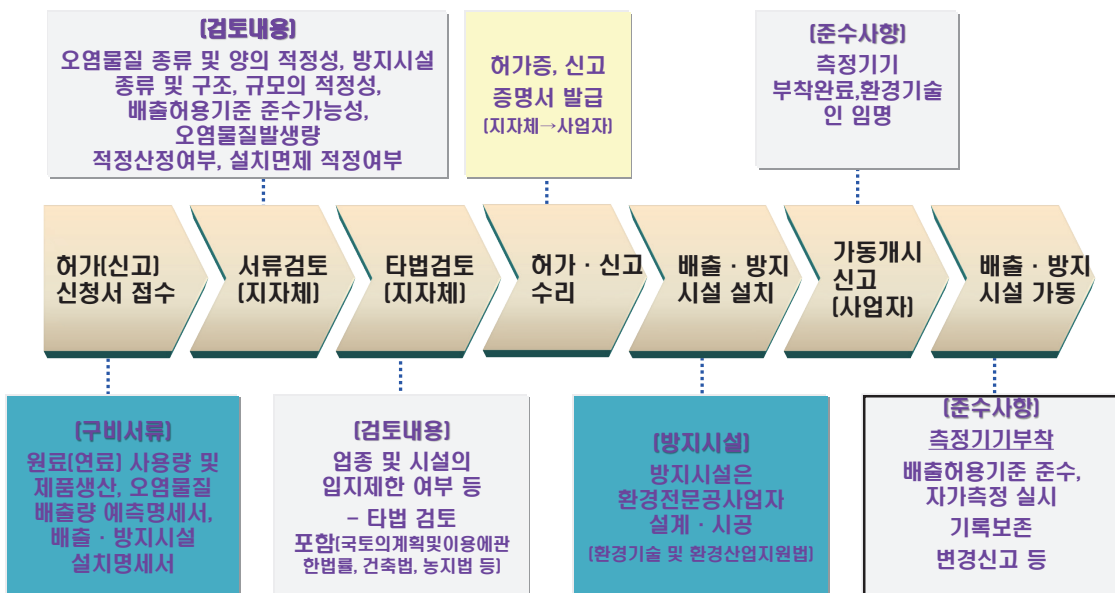 (검토내용)
오염물질 종류 및 양의 적정성, 방지시설
종류 및 구조, 규모의 적정성,
배출허용기준 준수가능성,
오염물질발생량
적정산정여부, 설치면제 적정여부
허가증, 신고
증명서 발급
(지자체→사업자)
(준수사항)
측정기기
부착완료,환경기술
인 임명
허가(신고)
신청서 접수
서류검토
(지자체)
타법검토
(지자체)
허가 · 신고
수리
배출 · 방지
시설 설치
가동개시
신고
(사업자)
배출 · 방지
시설 가동
(구비서류)
원료(연료) 사용량 및
제품생산, 오염물질
배출량 예측명세서,
배출 · 방지시설
설치명세서
(검토내용)
업종 및 시설의
입지제한 여부 등
– 타법 검토
포함(국토의계획및이용에관
한법률, 건축법, 농지법 등)
(방지시설)
방지시설은
환경전문공사업자
설계 · 시공
(환경기술 및 환경산업지원법)
(준수사항)
측정기기부착
배출허용기준 준수,
자가측정 실시
기록보존
변경신고 등